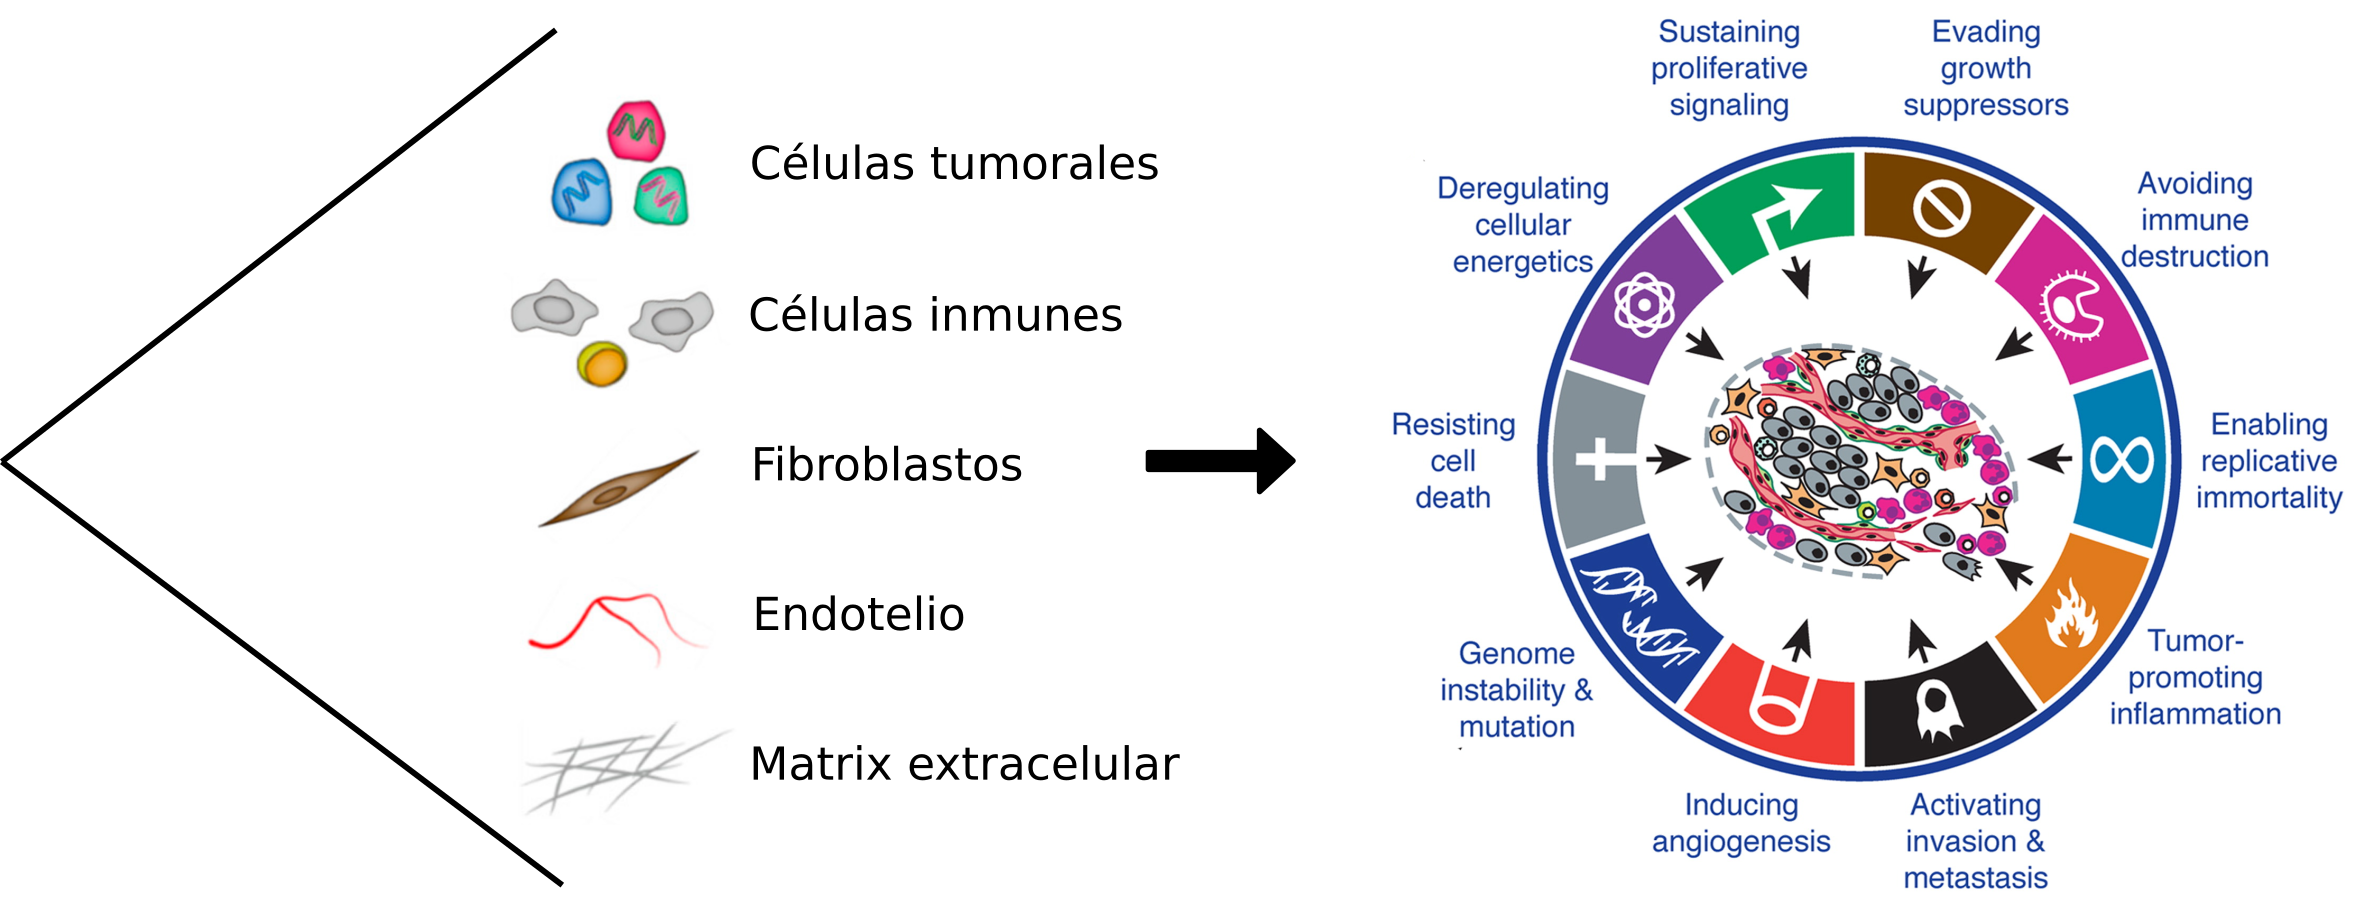 Células tumorales
Células inmunes
Fibroblastos
Endotelio
Matrix extracelular
Sustaining
proliferative
signaling
Evading
growth
suppressors
Deregulating
cellular
energetics
Avoiding
immune
destruction
Resisting
cell
death
Enabling
replicative
immortality
Genome
instability &
mutation
Tumor-
promoting
inflammation
Inducing
angiogenesis
Activating
invasion &
metastasis